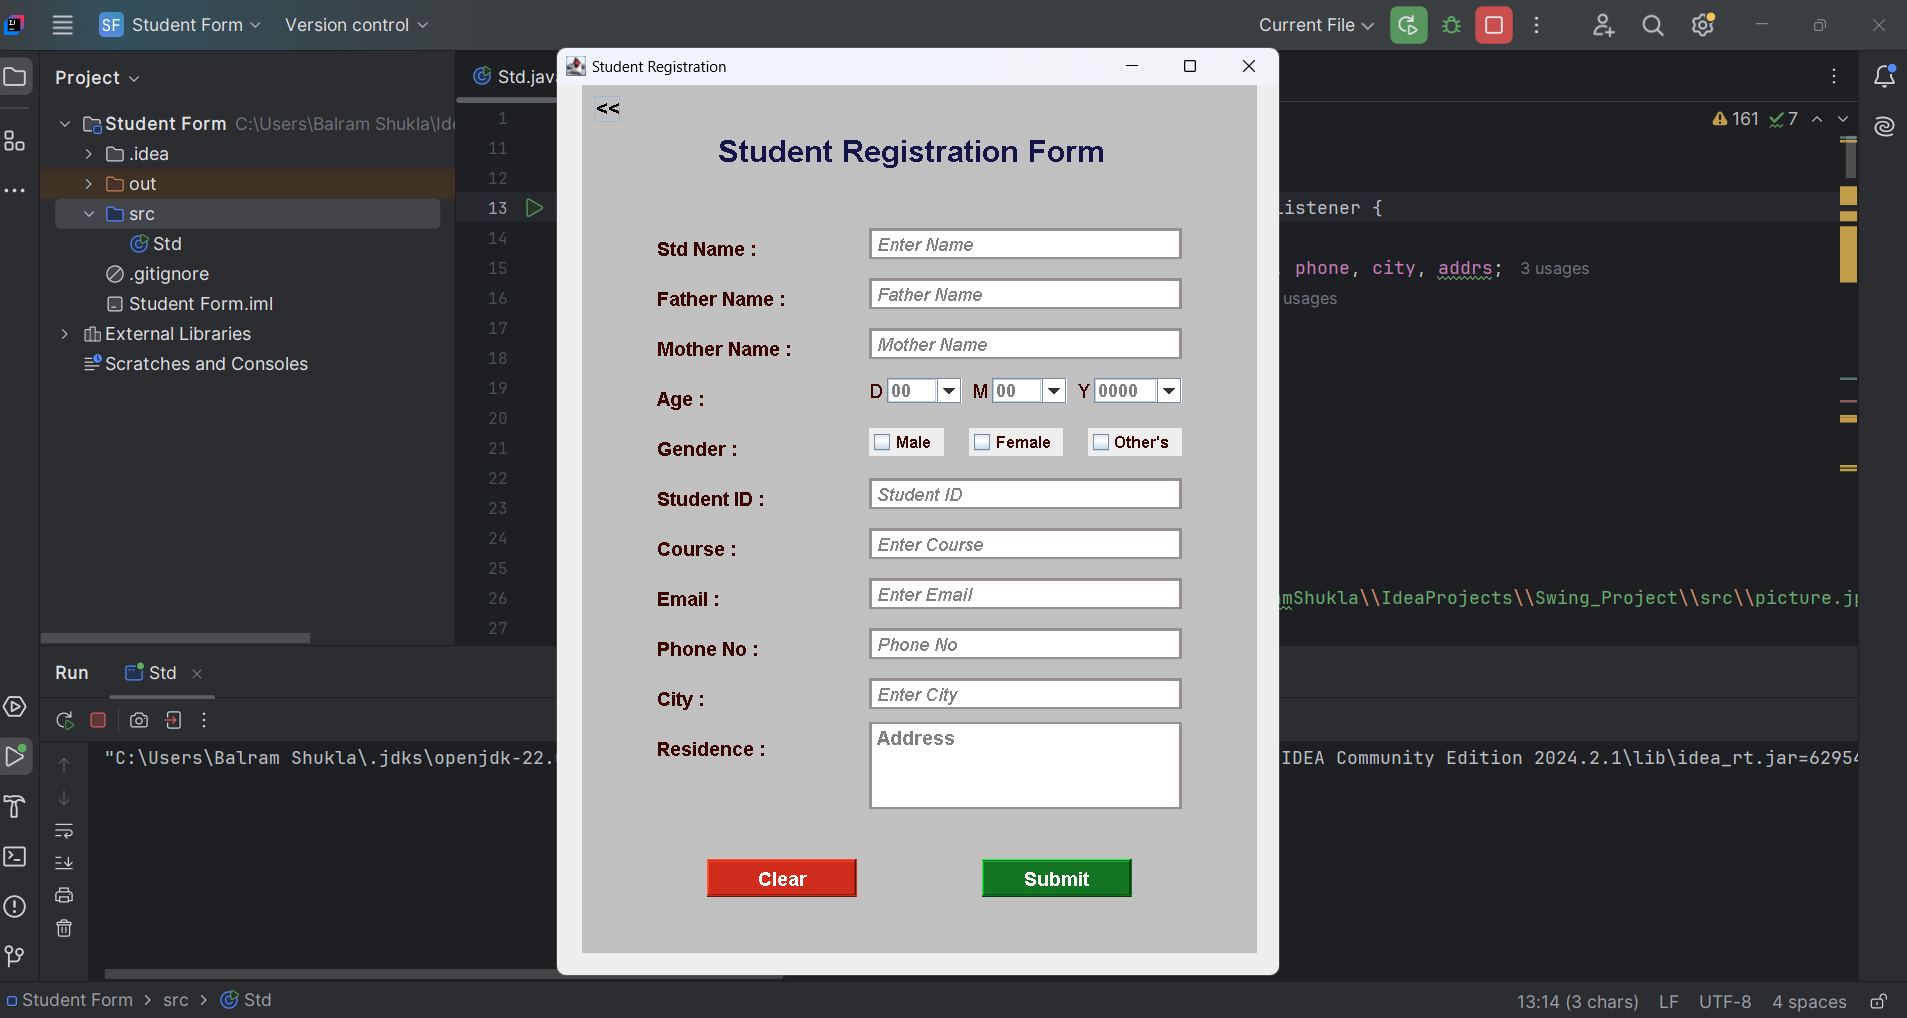 SF Student Form Version control Current File
Project
Student Form C:\Users\Balram Shukla\Id
.idea
out
src
Std
.gitignore
Student Form.iml
External Libraries
Scratches and Consoles
Std.java
161 7
1
11
12
13 istener {
14
15 phone, city, addrs; 3 usages
16 usages
17
18
19
20
21
22
23
24
25
26 mShukla\\IdeaProjects\\Swing_Project\\src\\picture.jp
27
Student Registration
<<
Student Registration Form
Std Name : Enter Name
Father Name : Father Name
Mother Name : Mother Name
Age : D 00 M 00 Y 0000
Gender : Male Female Other's
Student ID : Student ID
Course : Enter Course
Email : Enter Email
Phone No : Phone No
City : Enter City
Residence : Address
Clear Submit
Run Std
"C:\Users\Balram Shukla\.jdks\openjdk-22. IDEA Community Edition 2024.2.1\lib\idea_rt.jar=62954
Student Form > src > Std
13:14 (3 chars) LF UTF-8 4 spaces